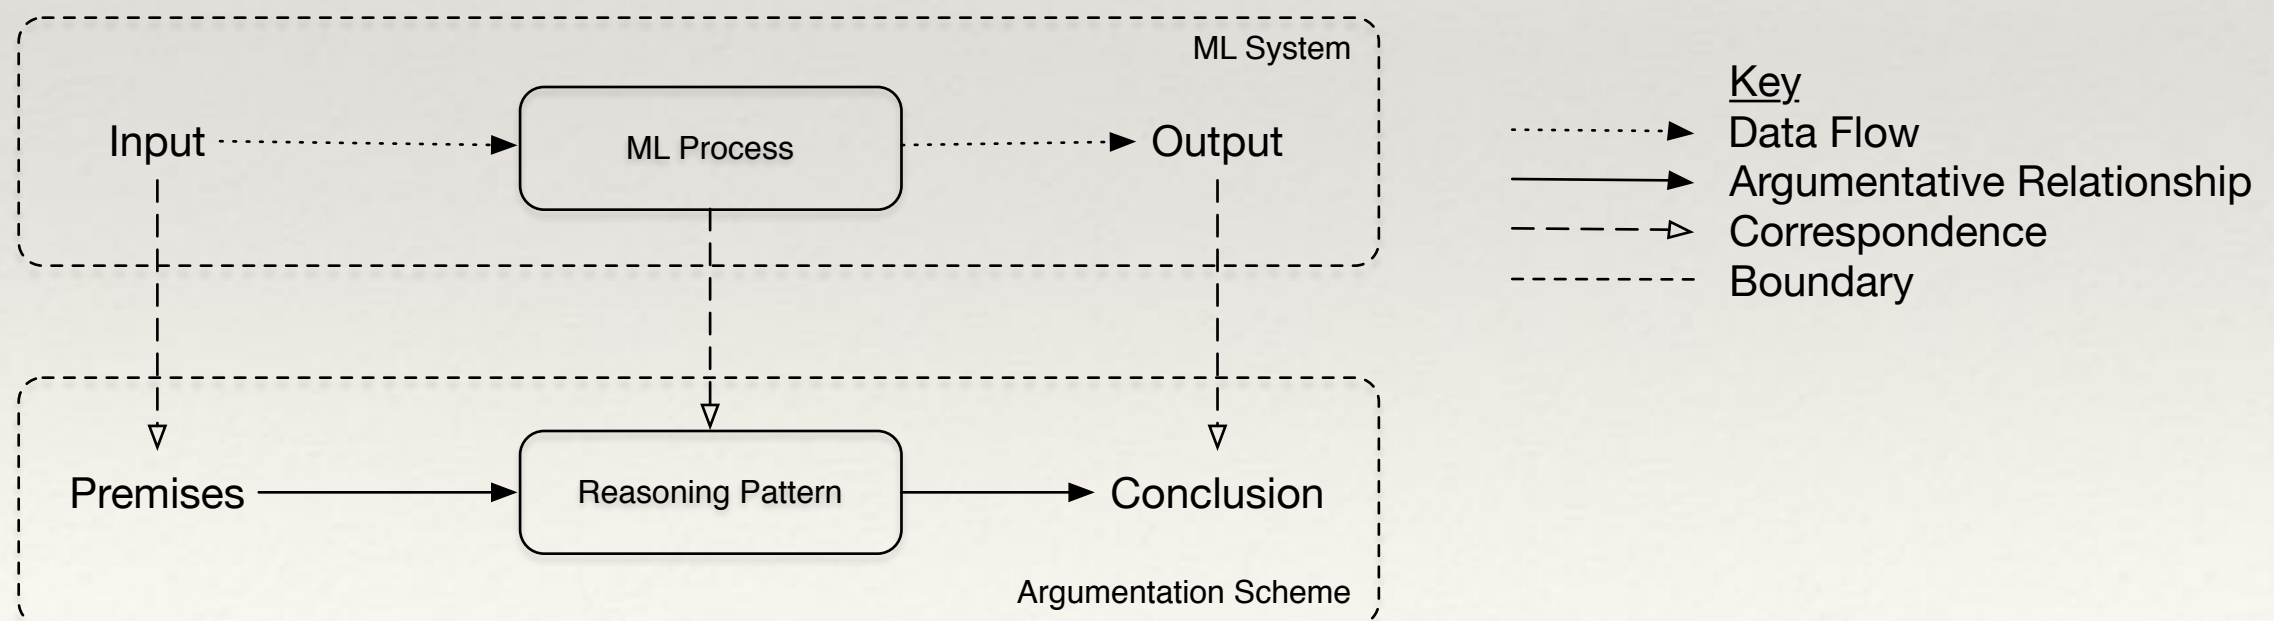 ML System
Input
ML Process
Output
Premises
Reasoning Pattern
Conclusion
Argumentation Scheme
Key
Data Flow
Argumentative Relationship
Correspondence
Boundary